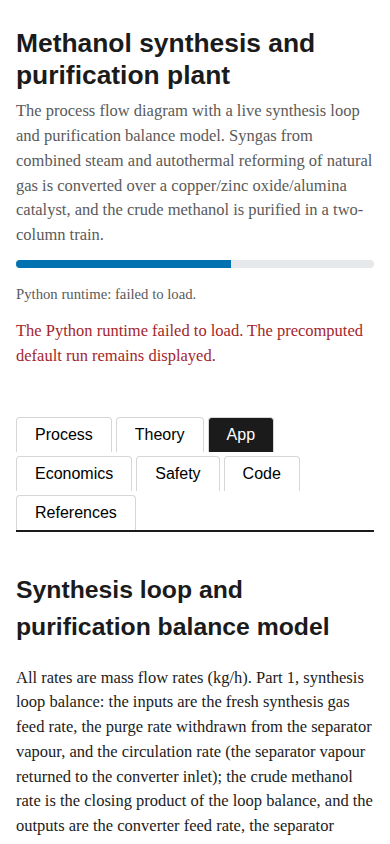 Methanol synthesis and
purification plant
The process flow diagram with a live synthesis loop
and purification balance model. Syngas from
combined steam and autothermal reforming of natural
gas is converted over a copper/zinc oxide/alumina
catalyst, and the crude methanol is purified in a two-
column train.
Python runtime: failed to load.
The Python runtime failed to load. The precomputed
default run remains displayed.
Process Theory App
Economics Safety Code
References
Synthesis loop and
purification balance model
All rates are mass flow rates (kg/h). Part 1, synthesis
loop balance: the inputs are the fresh synthesis gas
feed rate, the purge rate withdrawn from the separator
vapour, and the circulation rate (the separator vapour
returned to the converter inlet); the crude methanol
rate is the closing product of the loop balance, and the
outputs are the converter feed rate, the separator